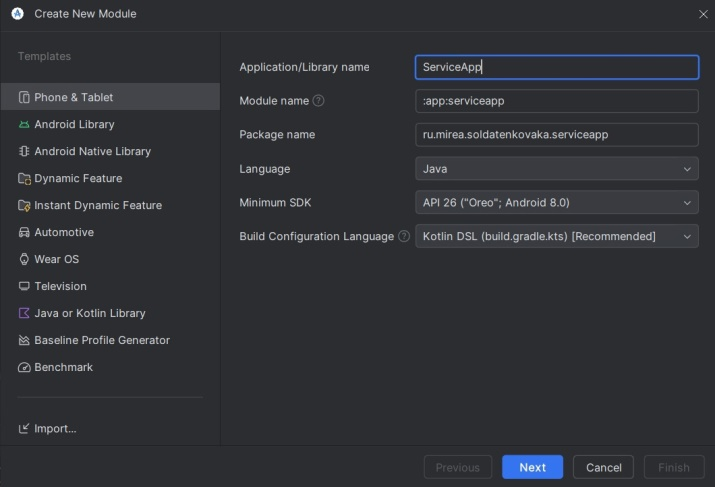 Create New Module
Templates
Phone & Tablet
Android Library
Android Native Library
Dynamic Feature
Instant Dynamic Feature
Automotive
Wear OS
Television
Java or Kotlin Library
Baseline Profile Generator
Benchmark
Import...
Application/Library name
ServiceApp
Module name ?
:app:serviceapp
Package name
ru.mirea.soldatenkovaka.serviceapp
Language
Java
Minimum SDK
API 26 ("Oreo"; Android 8.0)
Build Configuration Language ?
Kotlin DSL (build.gradle.kts) [Recommended]
Previous
Next
Cancel
Finish